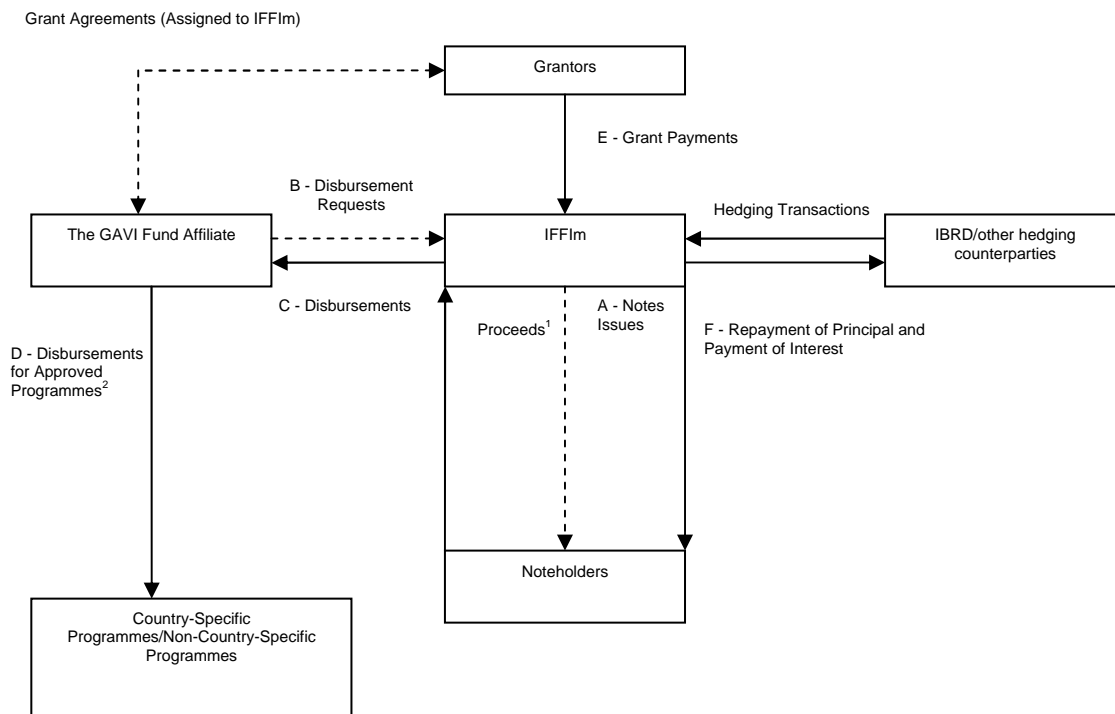 Grant Agreements (Assigned to IFFIm)
Grantors
E - Grant Payments
B - Disbursement
Requests
Hedging Transactions
The GAVI Fund Affiliate
IFFIm
IBRD/other hedging
counterparties
C - Disbursements
A - Notes
Issues
Proceeds¹
F - Repayment of Principal and
Payment of Interest
D - Disbursements
for Approved
Programmes²
Noteholders
Country-Specific
Programmes/Non-Country-Specific
Programmes